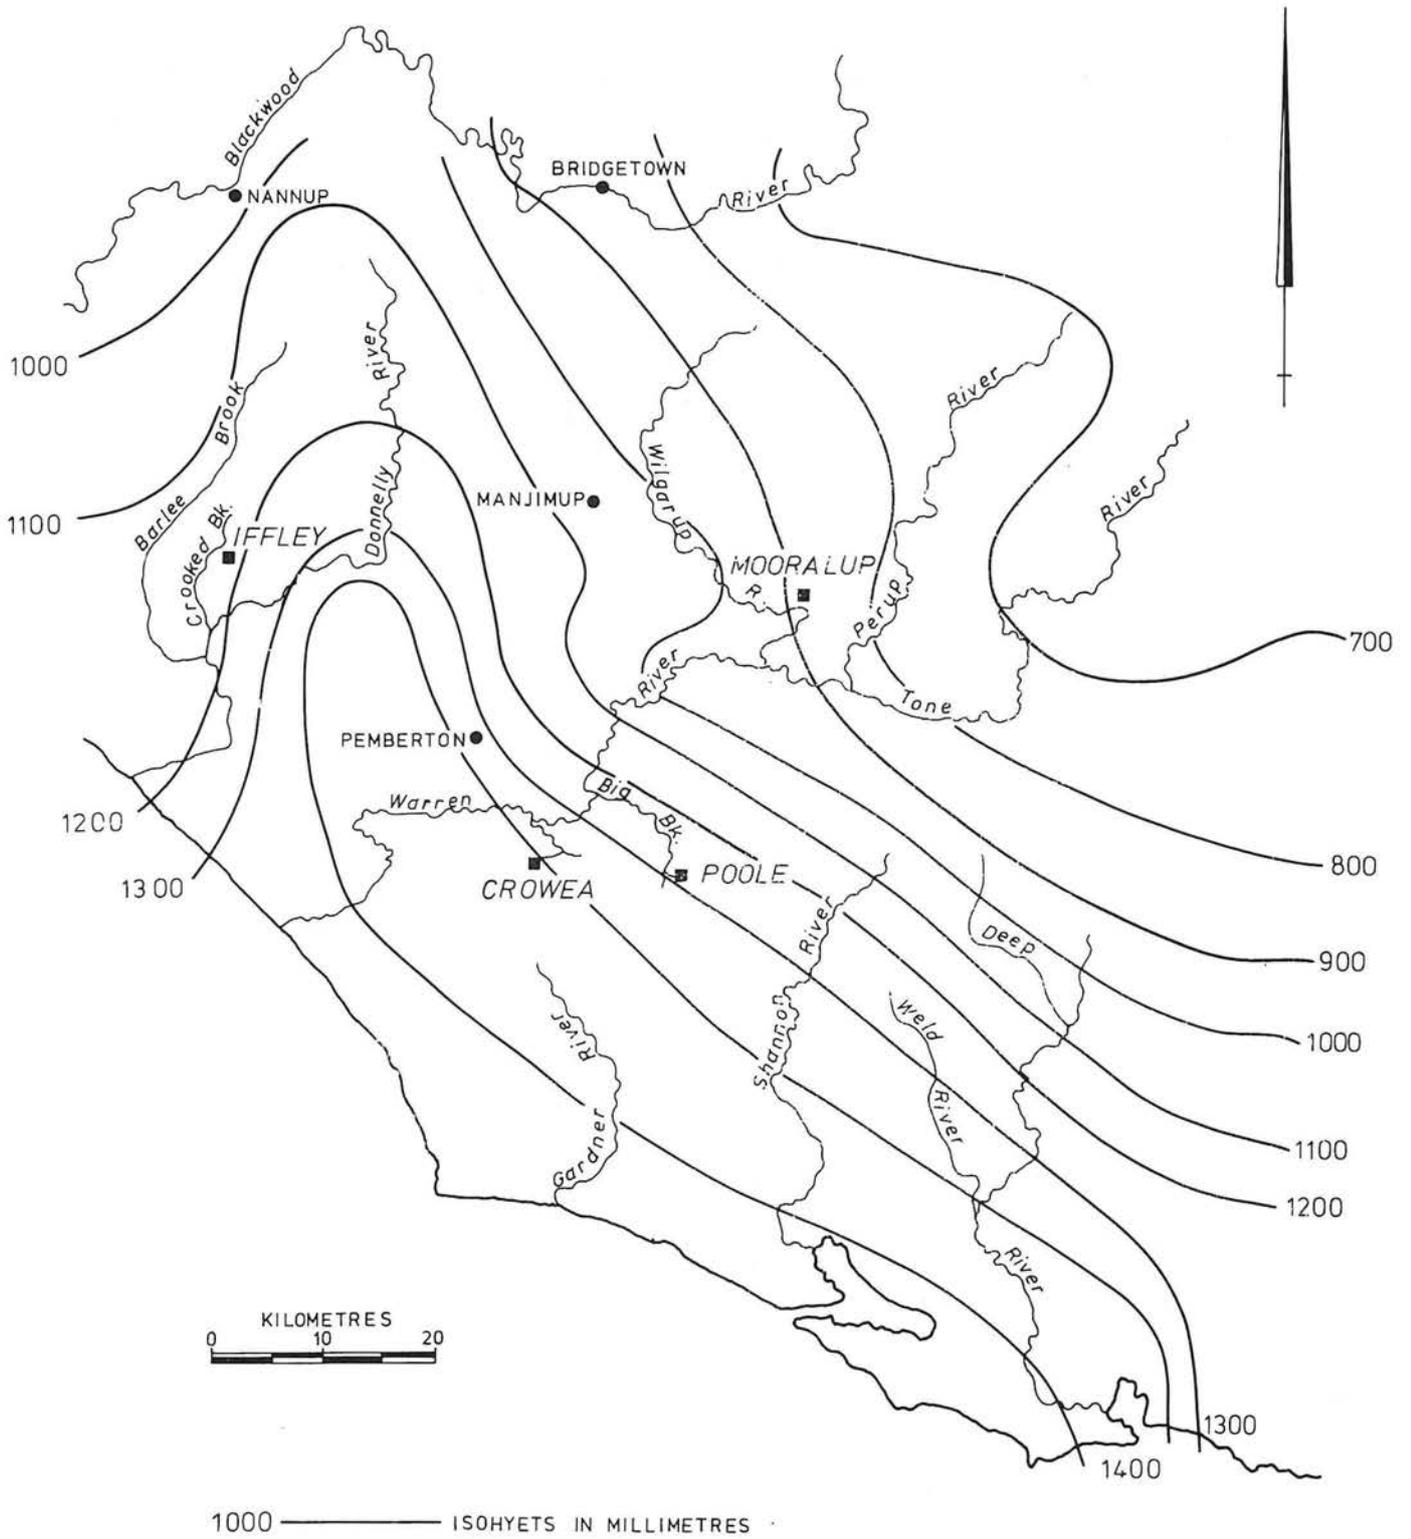 Blackwood
NANNUP
BRIDGETOWN
River
1000
River
Brook
River
Barlee
Donnelly
Wilgarup
MANJIMUP
River
1100
Crooked Bk.
IFFLEY
MOORALUP
R.
Perup
700
River
Tone
PEMBERTON
Big
Bk.
Warren
1200
1300
CROWEA
POOLE
800
River
Deep
900
Shannon
Weld
River
River
1000
Gardner
1100
1200
River
KILOMETRES
0 10 20
1300
1400
1000
ISOHYETS IN MILLIMETRES